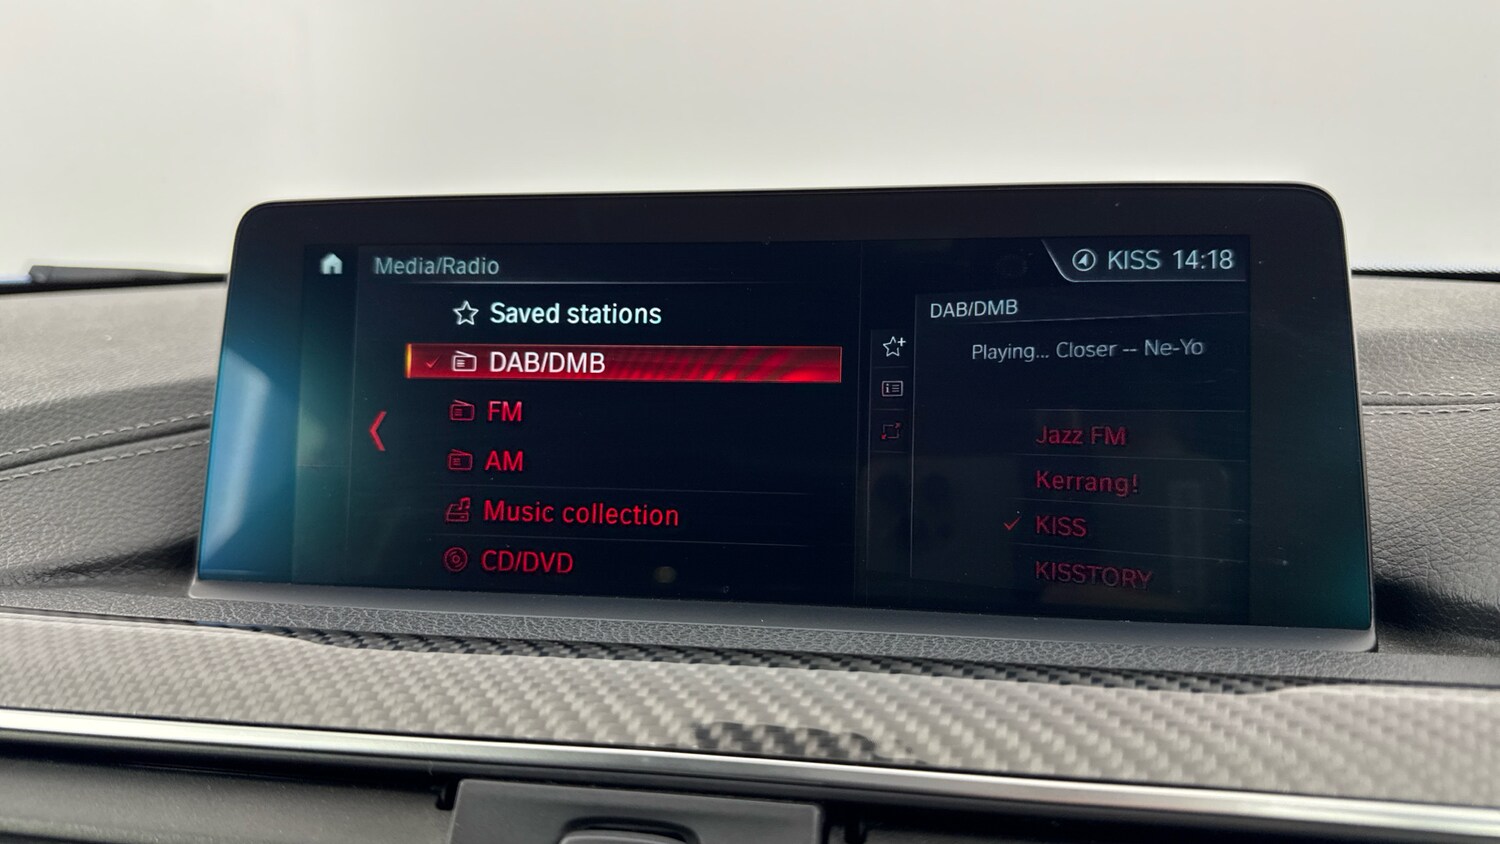 Media/Radio
KISS 14:18
Saved stations
DAB/DMB
FM
AM
Music collection
CD/DVD
DAB/DMB
Playing... Closer -- Ne-Yo
Jazz FM
Kerrang!
KISS
KISSTORY